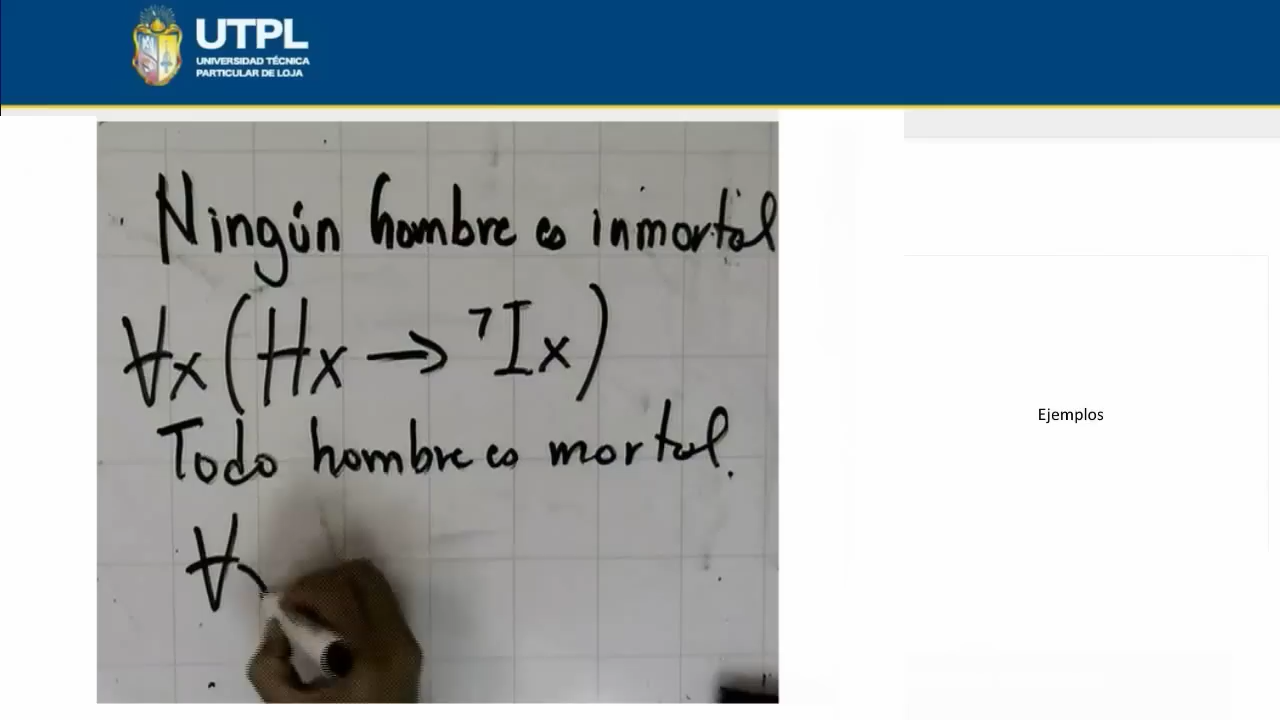 UTPL
UNIVERSIDAD TÉCNICA
PARTICULAR DE LOJA
Ningún hombre es inmortal
∀x(Hx → ¬Ix)
Todo hombre es mortal.
∀
Ejemplos